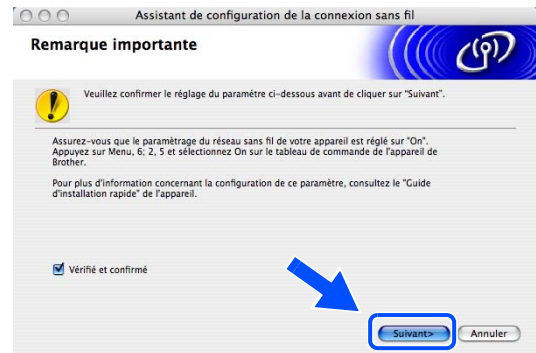 Assistant de configuration de la connexion sans fil
Remarque importante
Veuillez confirmer le réglage du paramétre ci-dessous avant de cliquer sur "Suivant".
Assurez-vous que le paramètrage du réseau sans fil de votre appareil est réglé sur "On".
Appuyez sur Menu, 6; 2, 5 et sélectionnez On sur le tableau de commande de l'appareil de
Brother.
Pour plus d'information concernant la configuration de ce paramètre, consultez le "Guide
d'installation rapide" de l'appareil.
Vérifié et confirmé
Suivant>
Annuler